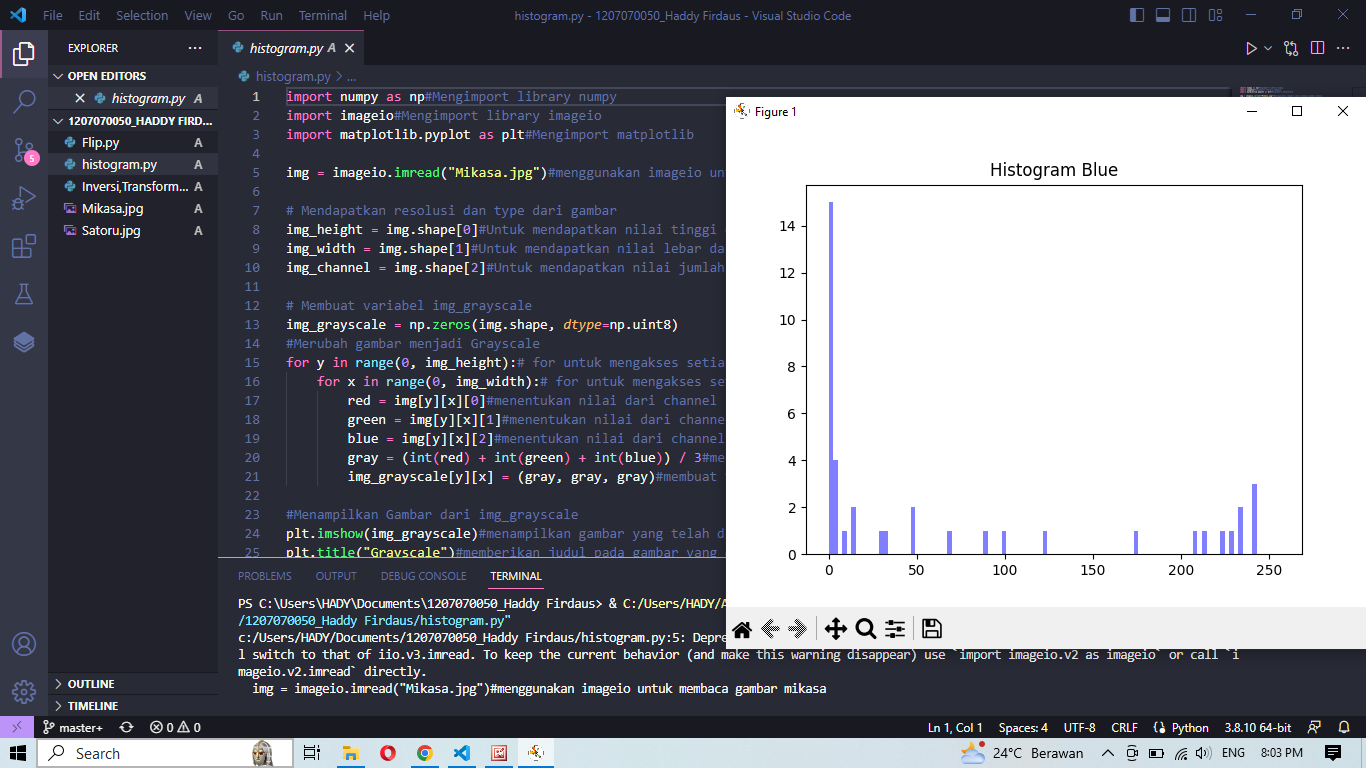 File Edit Selection View Go Run Terminal Help histogram.py - 1207070050_Haddy Firdaus - Visual Studio Code
EXPLORER
OPEN EDITORS
histogram.py A
1207070050_HADDY FIRD...
Flip.py A
histogram.py A
Inversi,Transform... A
Mikasa.jpg A
Satoru.jpg A
OUTLINE
TIMELINE
5
histogram.py A
histogram.py > ...
1 import numpy as np#Mengimport library numpy
2 import imageio#Mengimport library imageio
3 import matplotlib.pyplot as plt#Mengimport matplotlib
4
5 img = imageio.imread("Mikasa.jpg")#menggunakan imageio un
6
7 # Mendapatkan resolusi dan type dari gambar
8 img_height = img.shape[0]#Untuk mendapatkan nilai tinggi
9 img_width = img.shape[1]#Untuk mendapatkan nilai lebar da
10 img_channel = img.shape[2]#Untuk mendapatkan nilai jumlah
11
12 # Membuat variabel img_grayscale
13 img_grayscale = np.zeros(img.shape, dtype=np.uint8)
14 #Merubah gambar menjadi Grayscale
15 for y in range(0, img_height):# for untuk mengakses setia
16 for x in range(0, img_width):# for untuk mengakses se
17 red = img[y][x][0]#menentukan nilai dari channel
18 green = img[y][x][1]#menentukan nilai dari channe
19 blue = img[y][x][2]#menentukan nilai dari channel
20 gray = (int(red) + int(green) + int(blue)) / 3#me
21 img_grayscale[y][x] = (gray, gray, gray)#membuat
22
23 #Menampilkan Gambar dari img_grayscale
24 plt.imshow(img_grayscale)#menampilkan gambar yang telah d
25 plt.title("Grayscale")#memberikan judul pada gambar yang
Figure 1
Histogram Blue
14
12
10
8
6
4
2
0
0 50 100 150 200 250
PROBLEMS OUTPUT DEBUG CONSOLE TERMINAL
PS C:\Users\HADY\Documents\1207070050_Haddy Firdaus> & C:/Users/HADY/A
/1207070050_Haddy Firdaus/histogram.py"
c:/Users/HADY/Documents/1207070050_Haddy Firdaus/histogram.py:5: Depre
l switch to that of iio.v3.imread. To keep the current behavior (and make this warning disappear) use `import imageio.v2 as imageio` or call `i
mageio.v2.imread` directly.
img = imageio.imread("Mikasa.jpg")#menggunakan imageio untuk membaca gambar mikasa
master+ 0 0 Ln 1, Col 1 Spaces: 4 UTF-8 CRLF Python 3.8.10 64-bit
Search 24°C Berawan ENG 8:03 PM